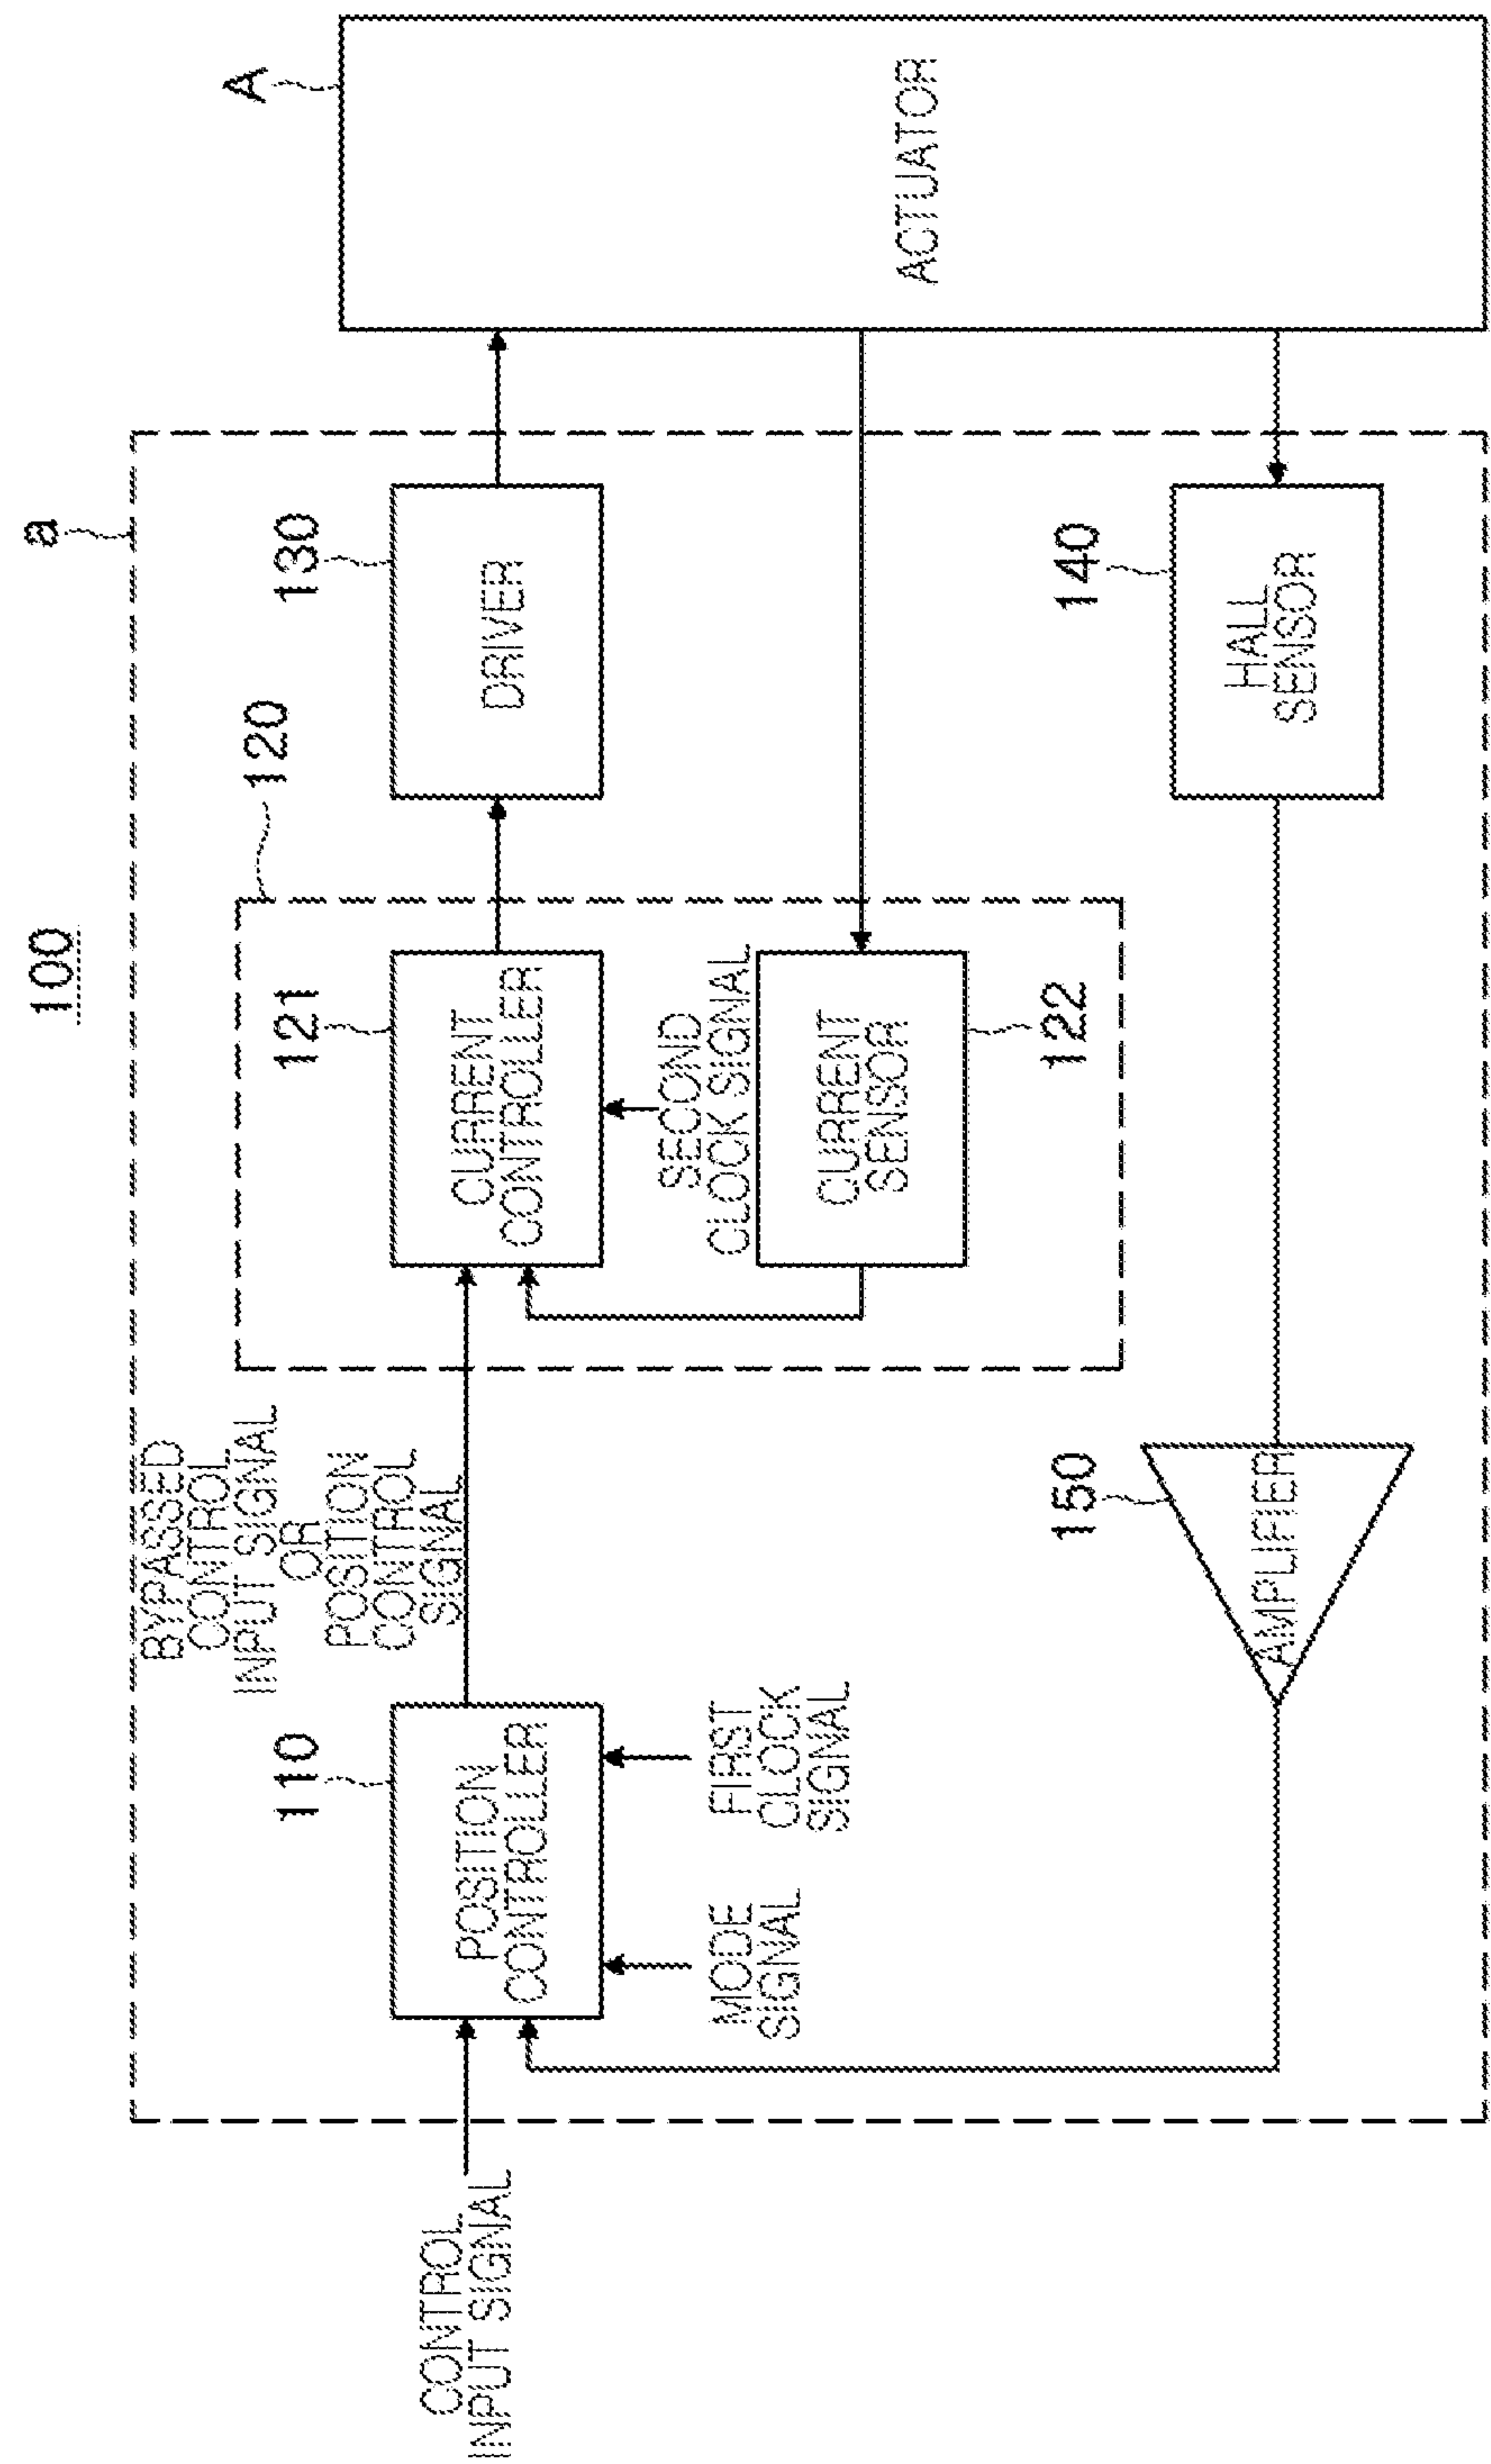 100
a
A
120
110
121
130
BYPASSED
CONTROL
INPUT SIGNAL
OR
POSITION
CONTROL
SIGNAL
CONTROL
INPUT SIGNAL
POSITION
CONTROLLER
CURRENT
CONTROLLER
DRIVER
ACTUATOR
MODE
SIGNAL
FIRST
CLOCK
SIGNAL
SECOND
CLOCK SIGNAL
CURRENT
SENSOR
122
150
140
AMPLIFIER
HALL
SENSOR